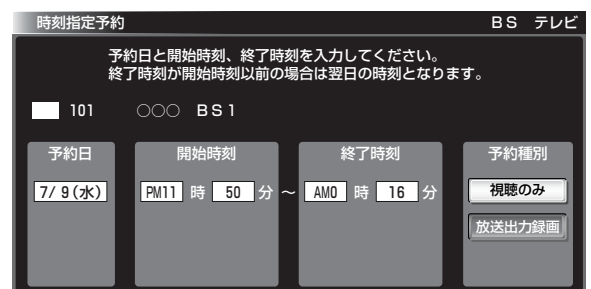 時刻指定予約 BS テレビ
予約日と開始時刻、終了時刻を入力してください。
終了時刻が開始時刻以前の場合は翌日の時刻となります。
101 ○○○ BS1
予約日 開始時刻 終了時刻 予約種別
7/ 9(水) PM11 時 50 分 ～ AM0 時 16 分 視聴のみ
放送出力録画